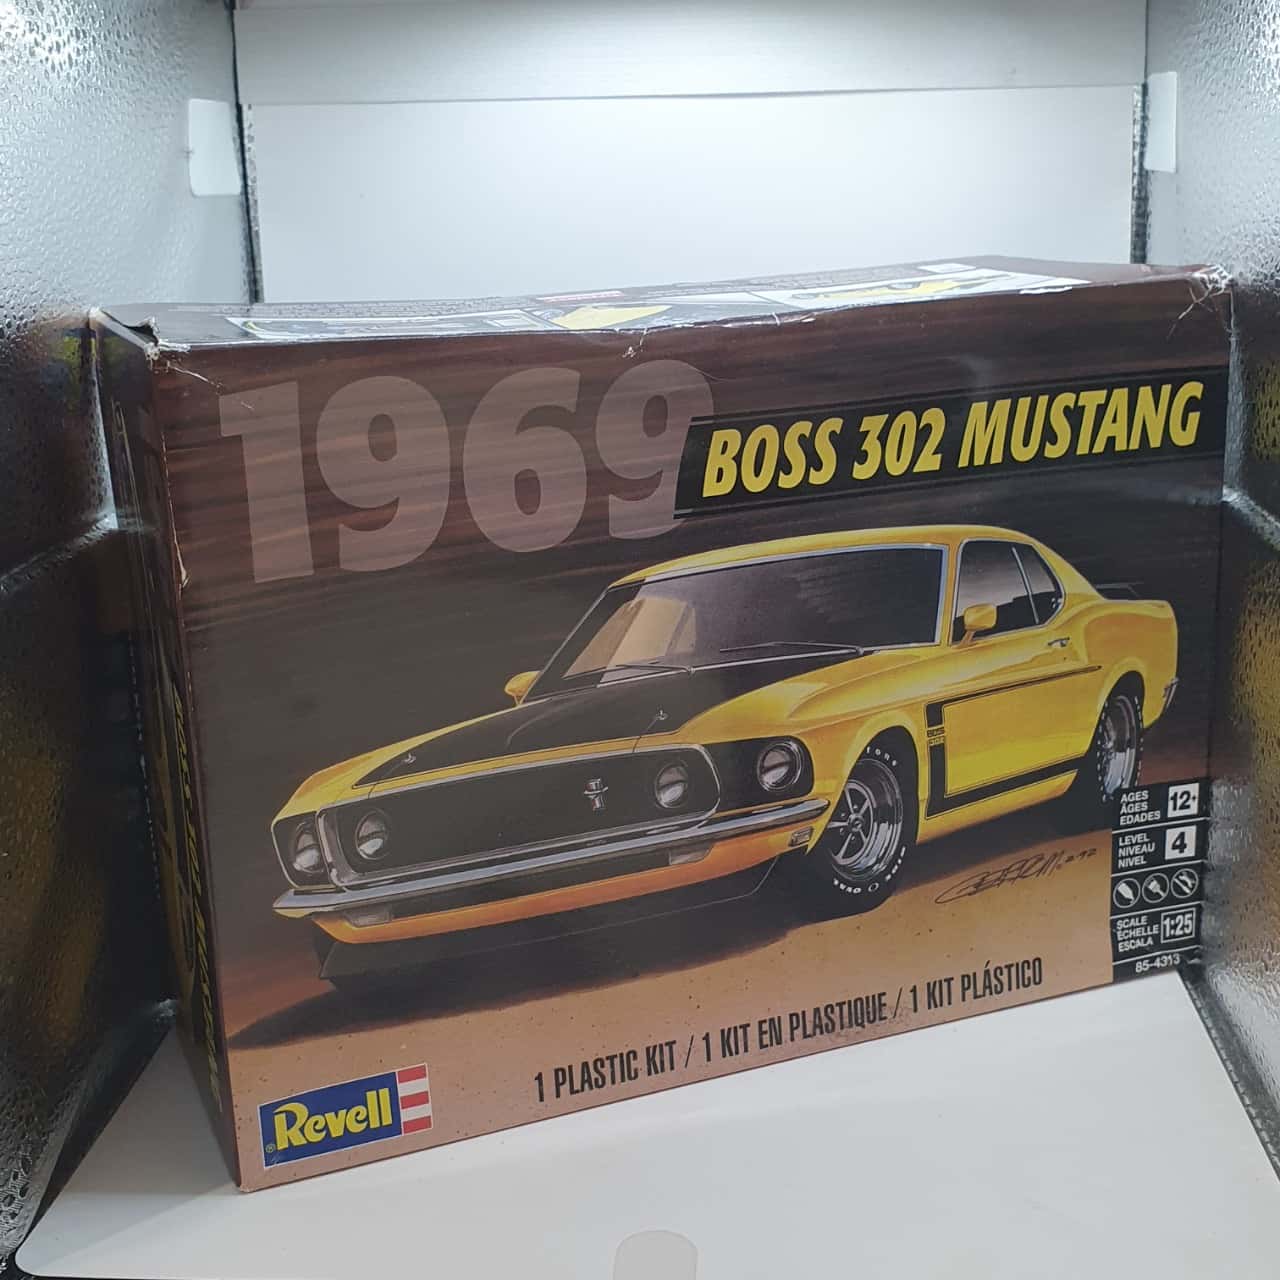 1969
BOSS 302 MUSTANG
AGES
ÂGES
EDADES
12+
LEVEL
NIVEAU
NIVEL
4
SCALE
ÉCHELLE
ESCALA
1:25
85-4313
1 PLASTIC KIT / 1 KIT EN PLASTIQUE / 1 KIT PLÁSTICO
Revell®